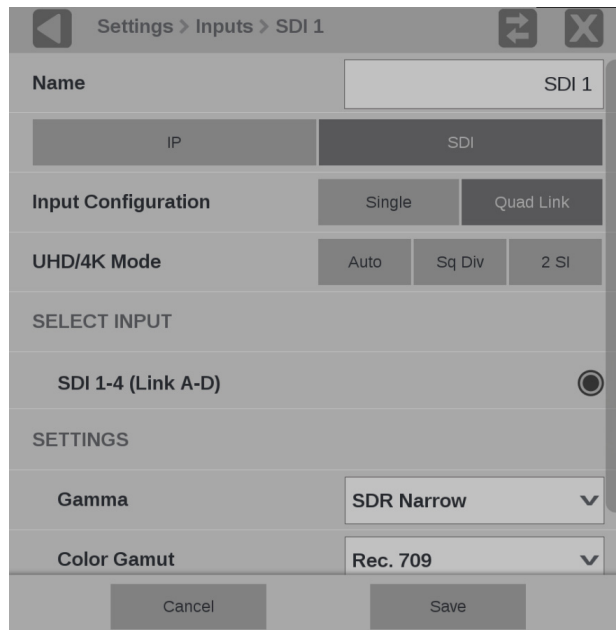 Settings > Inputs > SDI 1
Name SDI 1
IP SDI
Input Configuration Single Quad Link
UHD/4K Mode Auto Sq Div 2 SI
SELECT INPUT
SDI 1-4 (Link A-D)
SETTINGS
Gamma SDR Narrow
Color Gamut Rec. 709
Cancel Save